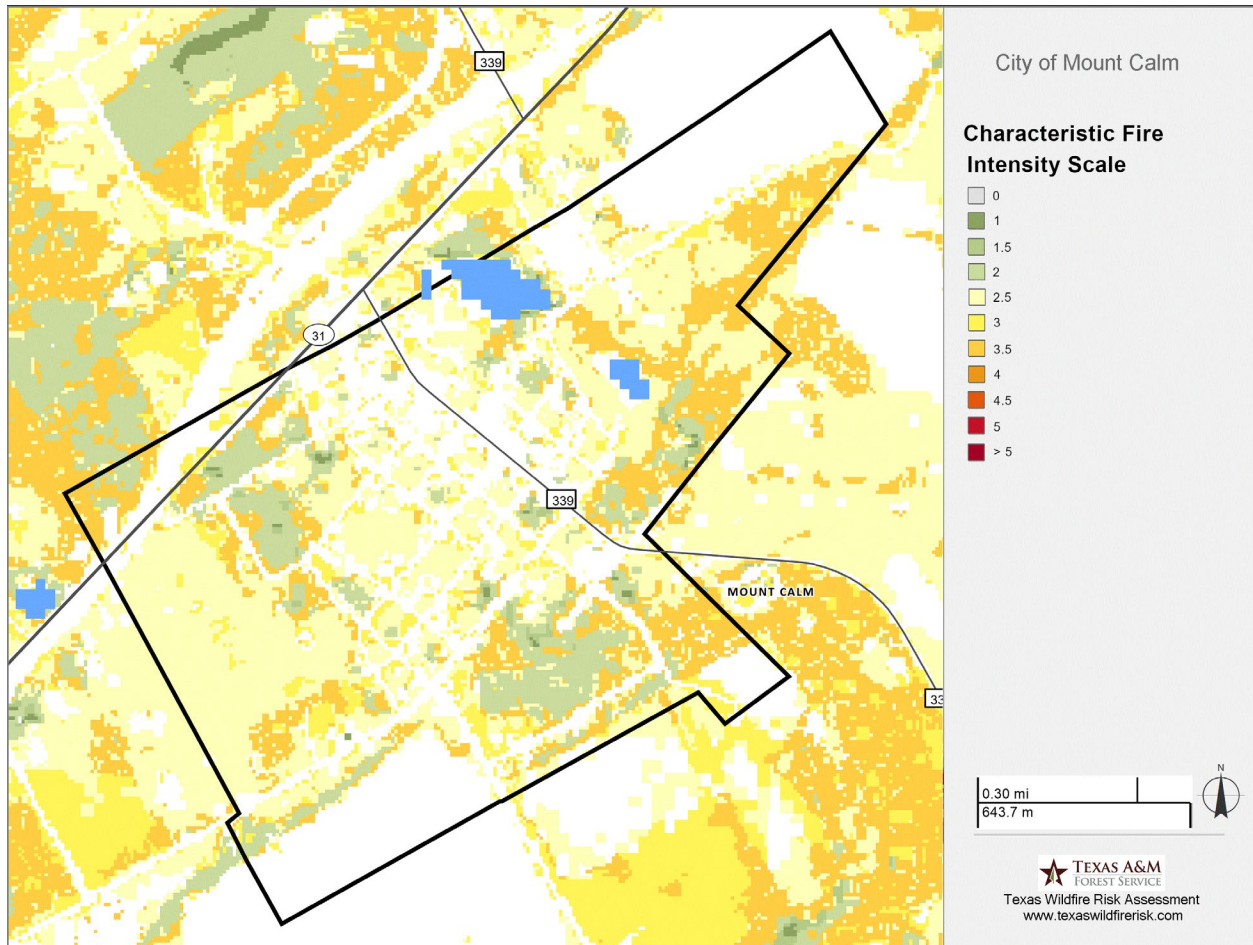 City of Mount Calm
Characteristic Fire
Intensity Scale
0
1
1.5
2
2.5
3
3.5
4
4.5
5
> 5
339
31
339
MOUNT CALM
33
N
0.30 mi
643.7 m
TEXAS A&M
FOREST SERVICE
Texas Wildfire Risk Assessment
www.texaswildfirerisk.com